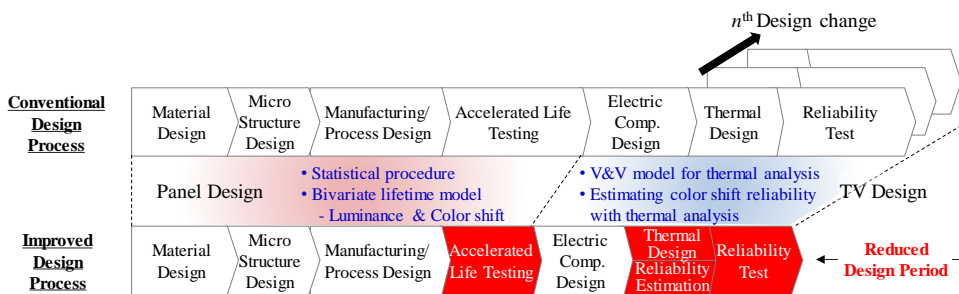 nth Design change
Conventional
Design
Process
Material
Design
Micro
Structure
Design
Manufacturing/
Process Design
Accelerated Life
Testing
Electric
Comp.
Design
Thermal
Design
Reliability
Test
Panel Design
• Statistical procedure
• Bivariate lifetime model
- Luminance & Color shift
• V&V model for thermal analysis
• Estimating color shift reliability
with thermal analysis
TV Design
Improved
Design
Process
Material
Design
Micro
Structure
Design
Manufacturing/
Process Design
Accelerated
Life Testing
Electric
Comp.
Design
Thermal
Design
Reliability
Estimation
Reliability
Test
Reduced
Design Period